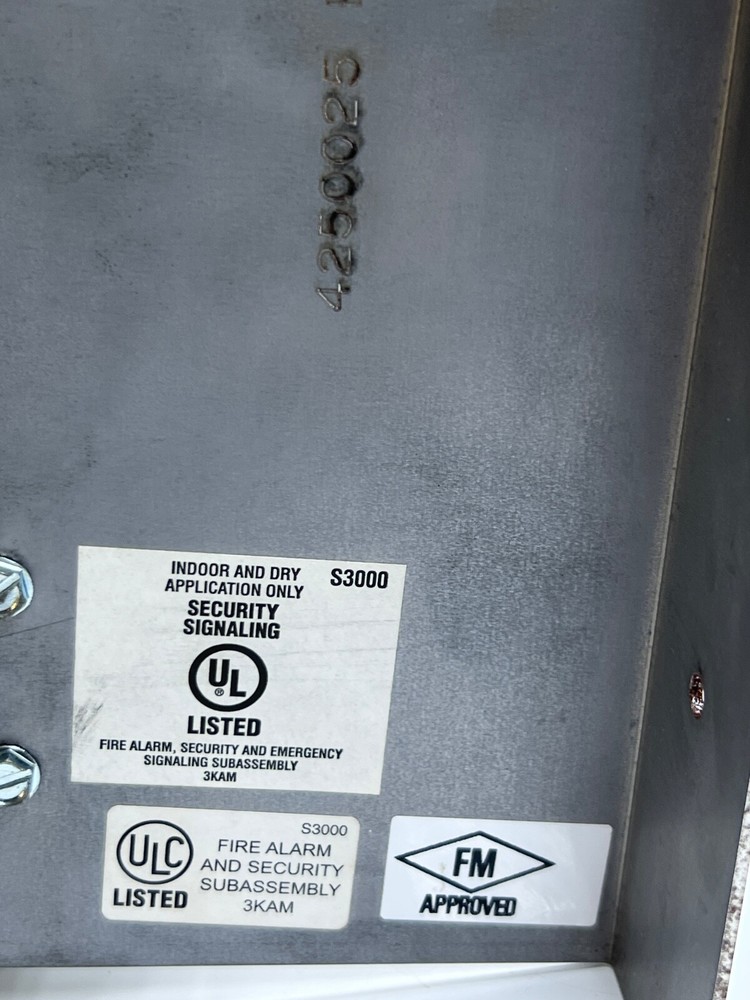 4250025
INDOOR AND DRY
APPLICATION ONLY
S3000
SECURITY
SIGNALING
UL
®
LISTED
FIRE ALARM, SECURITY AND EMERGENCY
SIGNALING SUBASSEMBLY
3KAM
S3000
ULC
LISTED
FIRE ALARM
AND SECURITY
SUBASSEMBLY
3KAM
FM
APPROVED